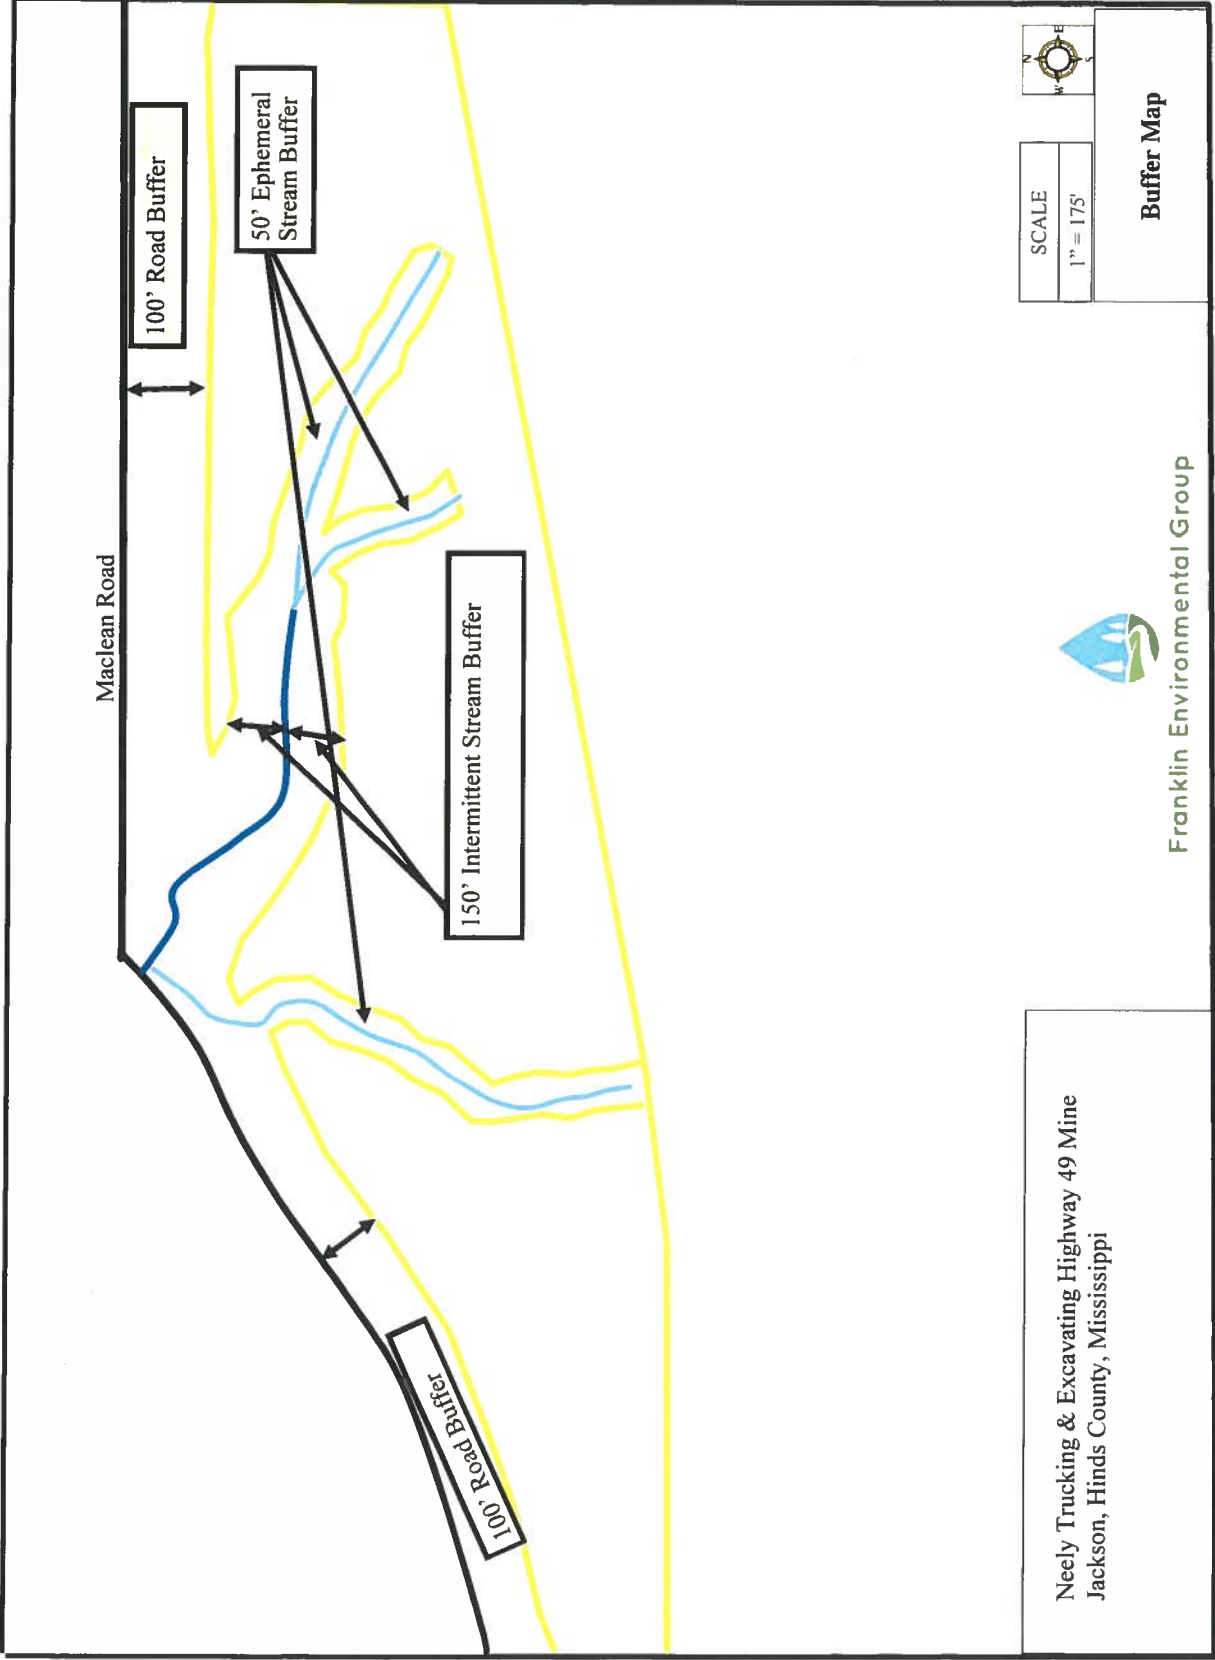 Maclean Road
100’ Road Buffer
50’ Ephemeral
Stream Buffer
150’ Intermittent Stream Buffer
100’ Road Buffer
Neely Trucking & Excavating Highway 49 Mine
Jackson, Hinds County, Mississippi
Franklin Environmental Group
SCALE
1” = 175'
N
W
E
S
Buffer Map